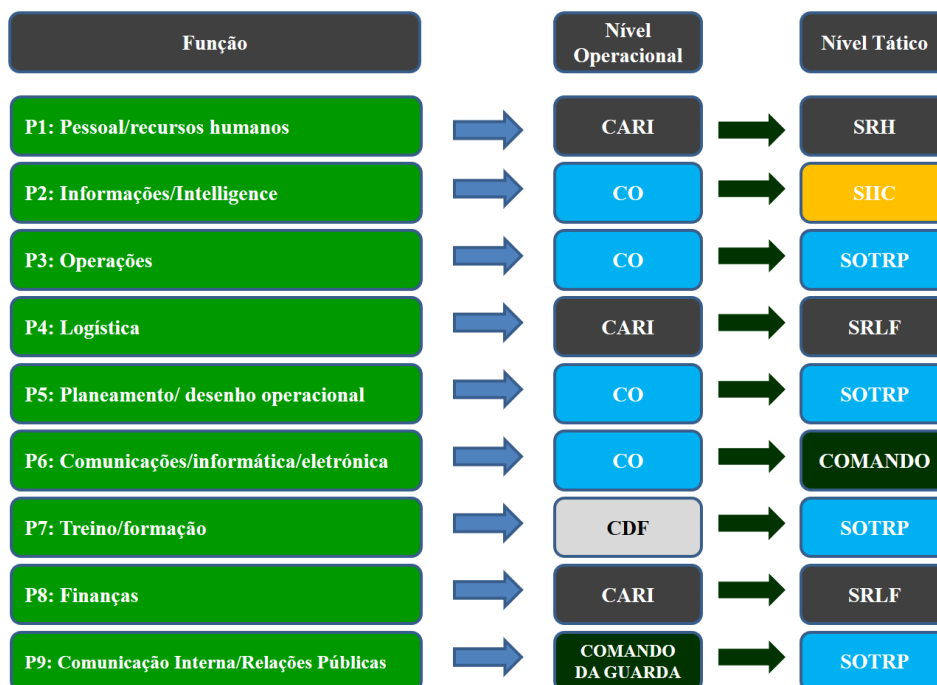 Função
Nível
Operacional
Nível Tático
P1: Pessoal/recursos humanos
CARI
SRH
P2: Informações/Intelligence
CO
SIIC
P3: Operações
CO
SOTRP
P4: Logística
CARI
SRLF
P5: Planeamento/ desenho operacional
CO
SOTRP
P6: Comunicações/informática/eletrónica
CO
COMANDO
P7: Treino/formação
CDF
SOTRP
P8: Finanças
CARI
SRLF
P9: Comunicação Interna/Relações Públicas
COMANDO
DA GUARDA
SOTRP